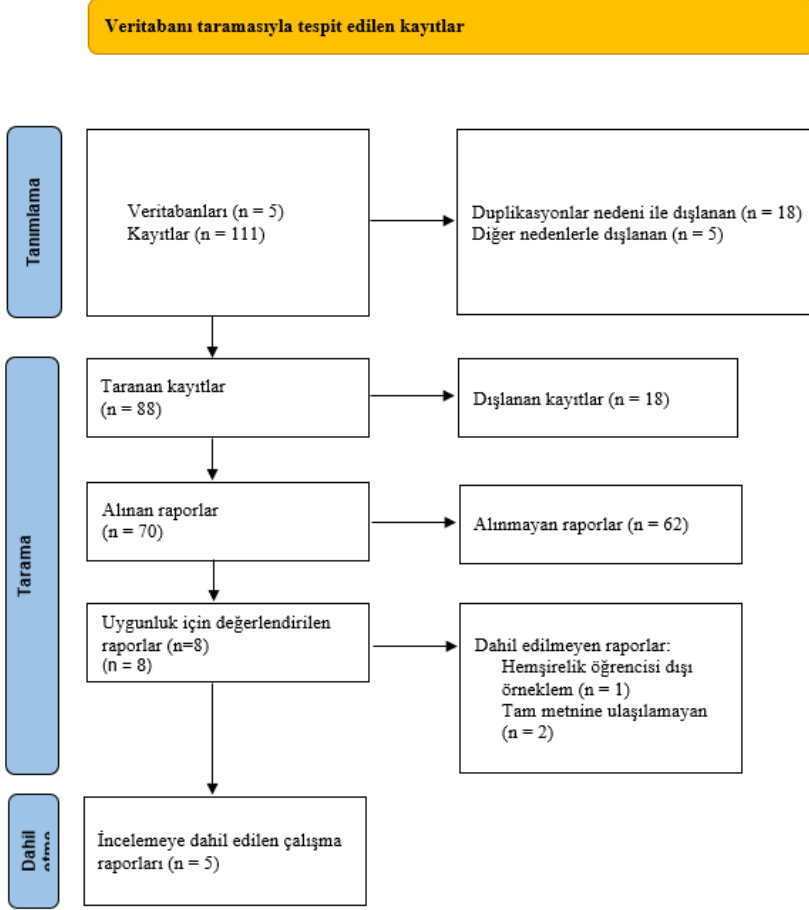 Veritabanı taramasıyla tespit edilen kayıtlar
Tanımlama
Veritabanları (n = 5)
Kayıtlar (n = 111)
Duplikasyonlar nedeni ile dışlanan (n = 18)
Diğer nedenlerle dışlanan (n = 5)
Tarama
Taranan kayıtlar
(n = 88)
Dışlanan kayıtlar (n = 18)
Alınan raporlar
(n = 70)
Alınmayan raporlar (n = 62)
Uygunluk için değerlendirilen
raporlar (n=8)
(n = 8)
Dahil edilmeyen raporlar:
Hemşirelik öğrencisi dışı
örneklem (n = 1)
Tam metnine ulaşılamayan
(n = 2)
Dahil
İncelemeye dahil edilen çalışma
raporları (n = 5)